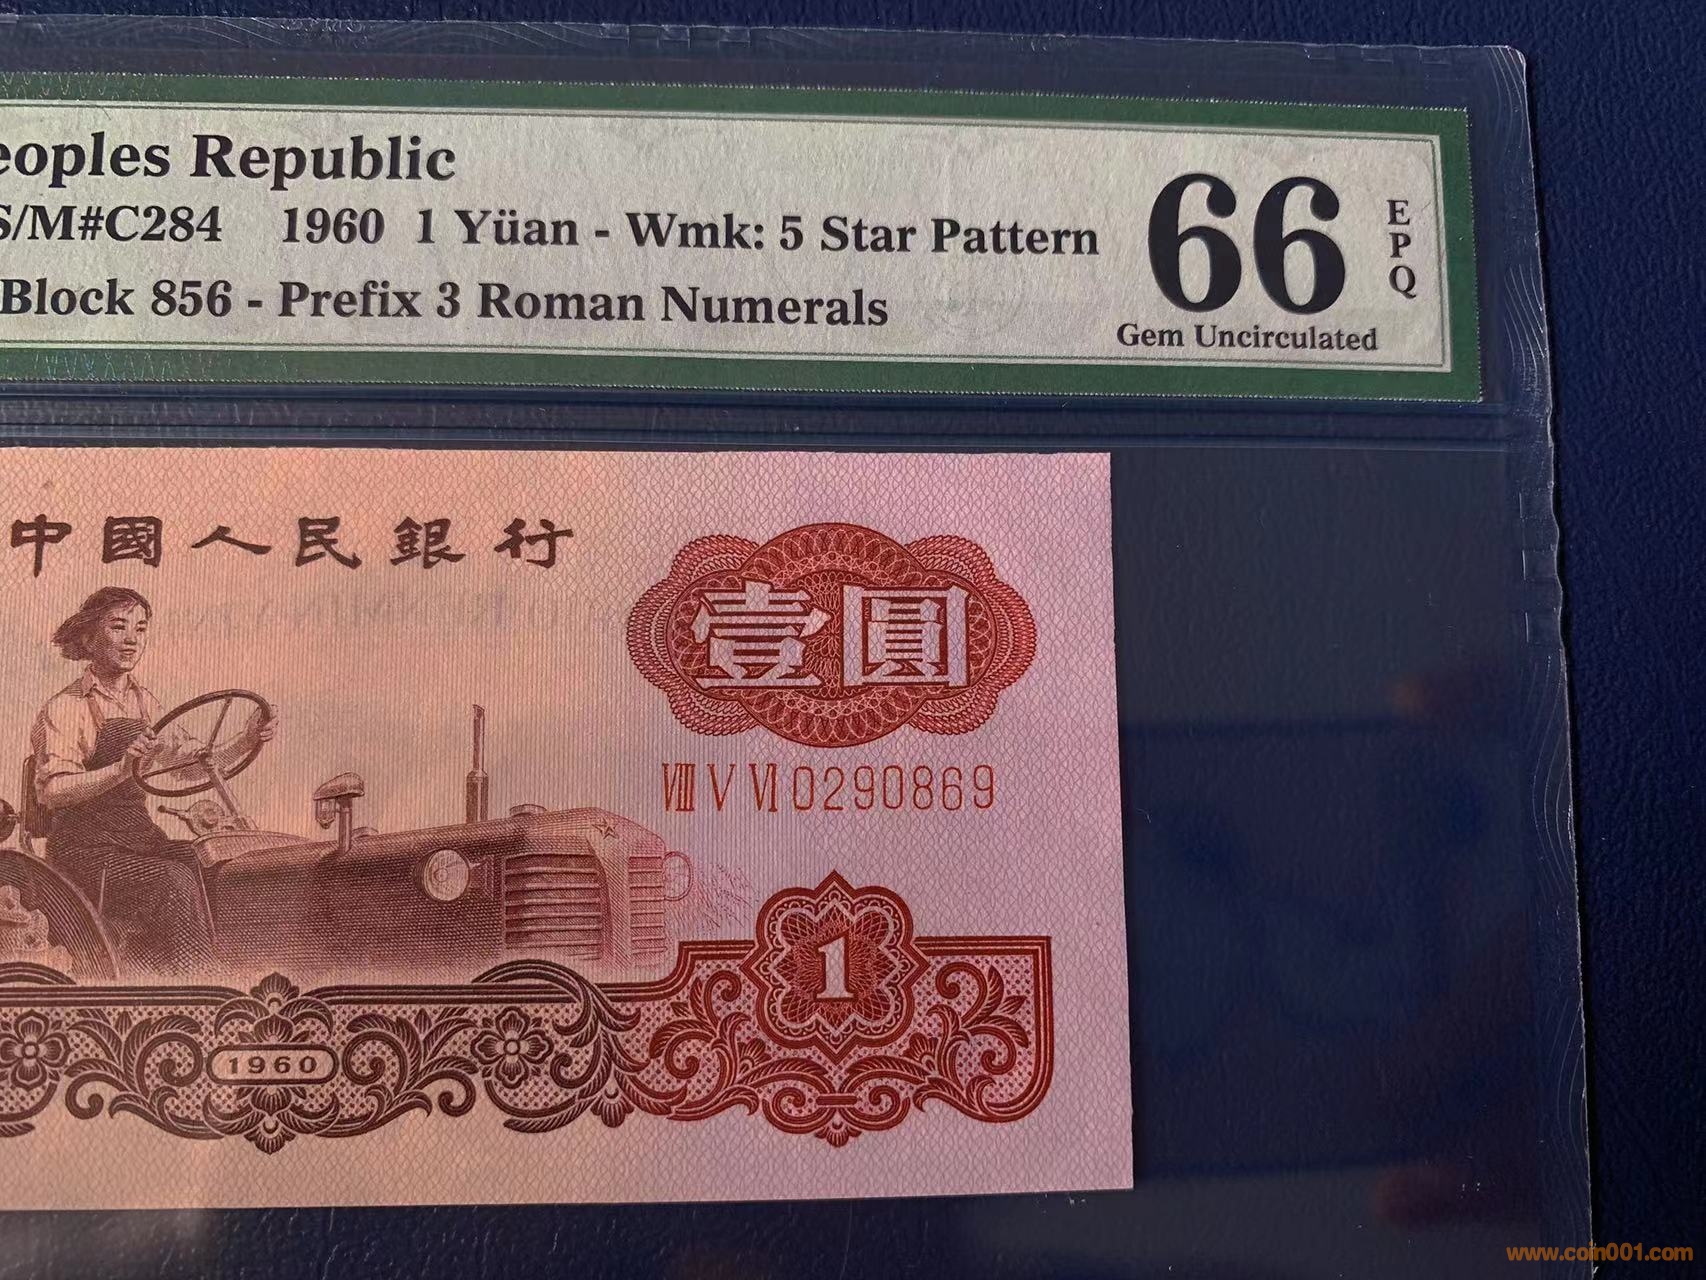 eoples Republic
S/M#C284 1960 1 Yüan - Wmk: 5 Star Pattern
Block 856 - Prefix 3 Roman Numerals
66
EPQ
Gem Uncirculated
中國人民銀行
壹圓
VIII V VI 0290869
1
1960
www.coin001.com